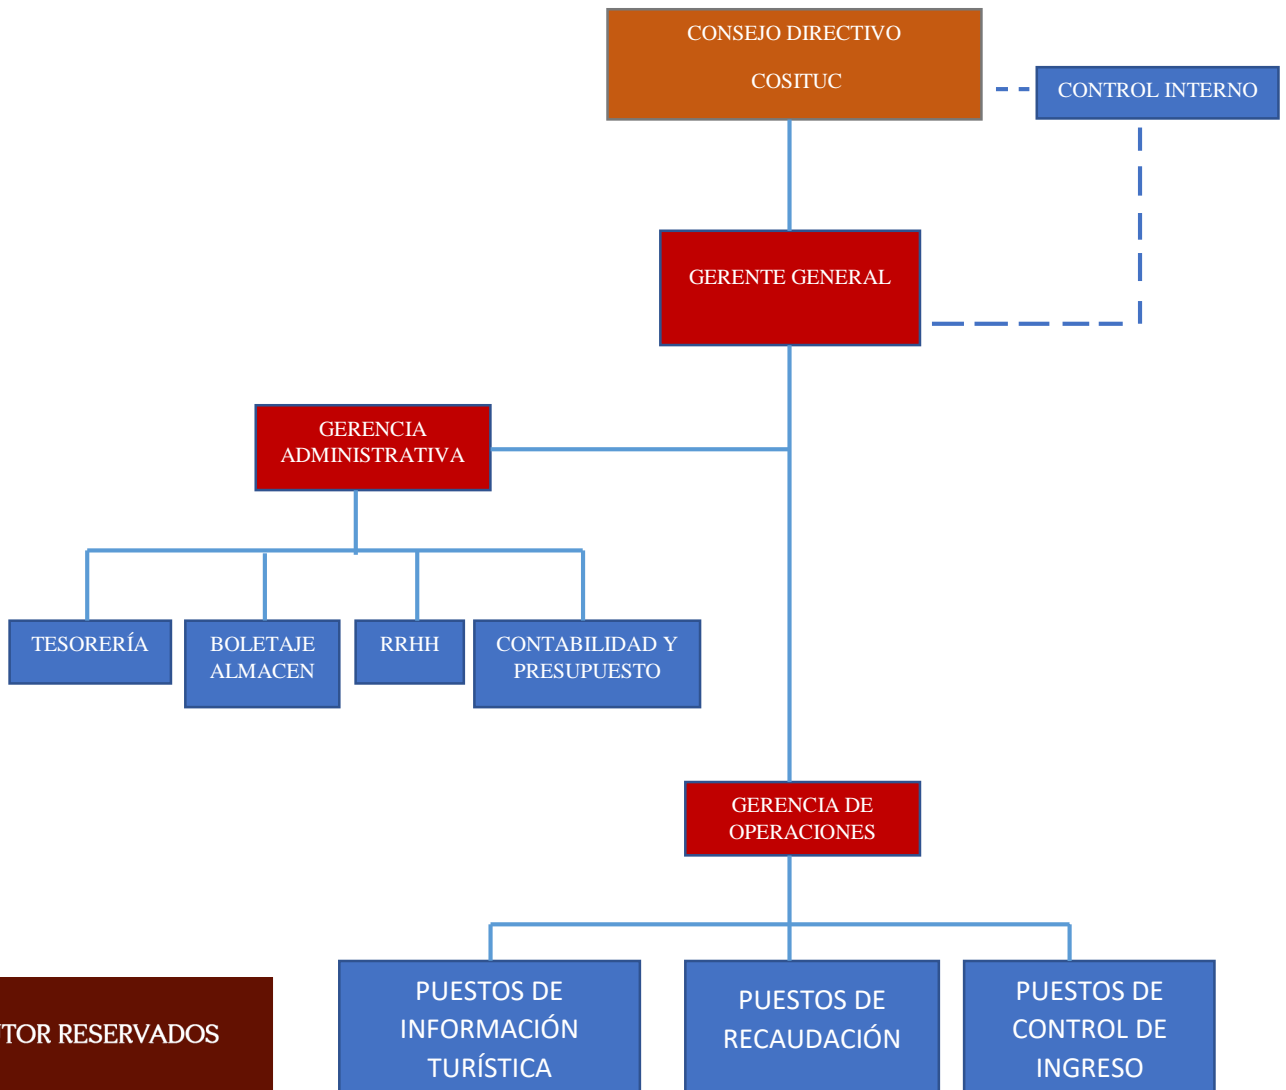 CONSEJO DIRECTIVO
COSITUC
CONTROL INTERNO
GERENTE GENERAL
GERENCIA
ADMINISTRATIVA
TESORERÍA
BOLETAJE
ALMACEN
RRHH
CONTABILIDAD Y
PRESUPUESTO
GERENCIA DE
OPERACIONES
PUESTOS DE
INFORMACIÓN
TURÍSTICA
PUESTOS DE
RECAUDACIÓN
PUESTOS DE
CONTROL DE
INGRESO
RESERVADOS